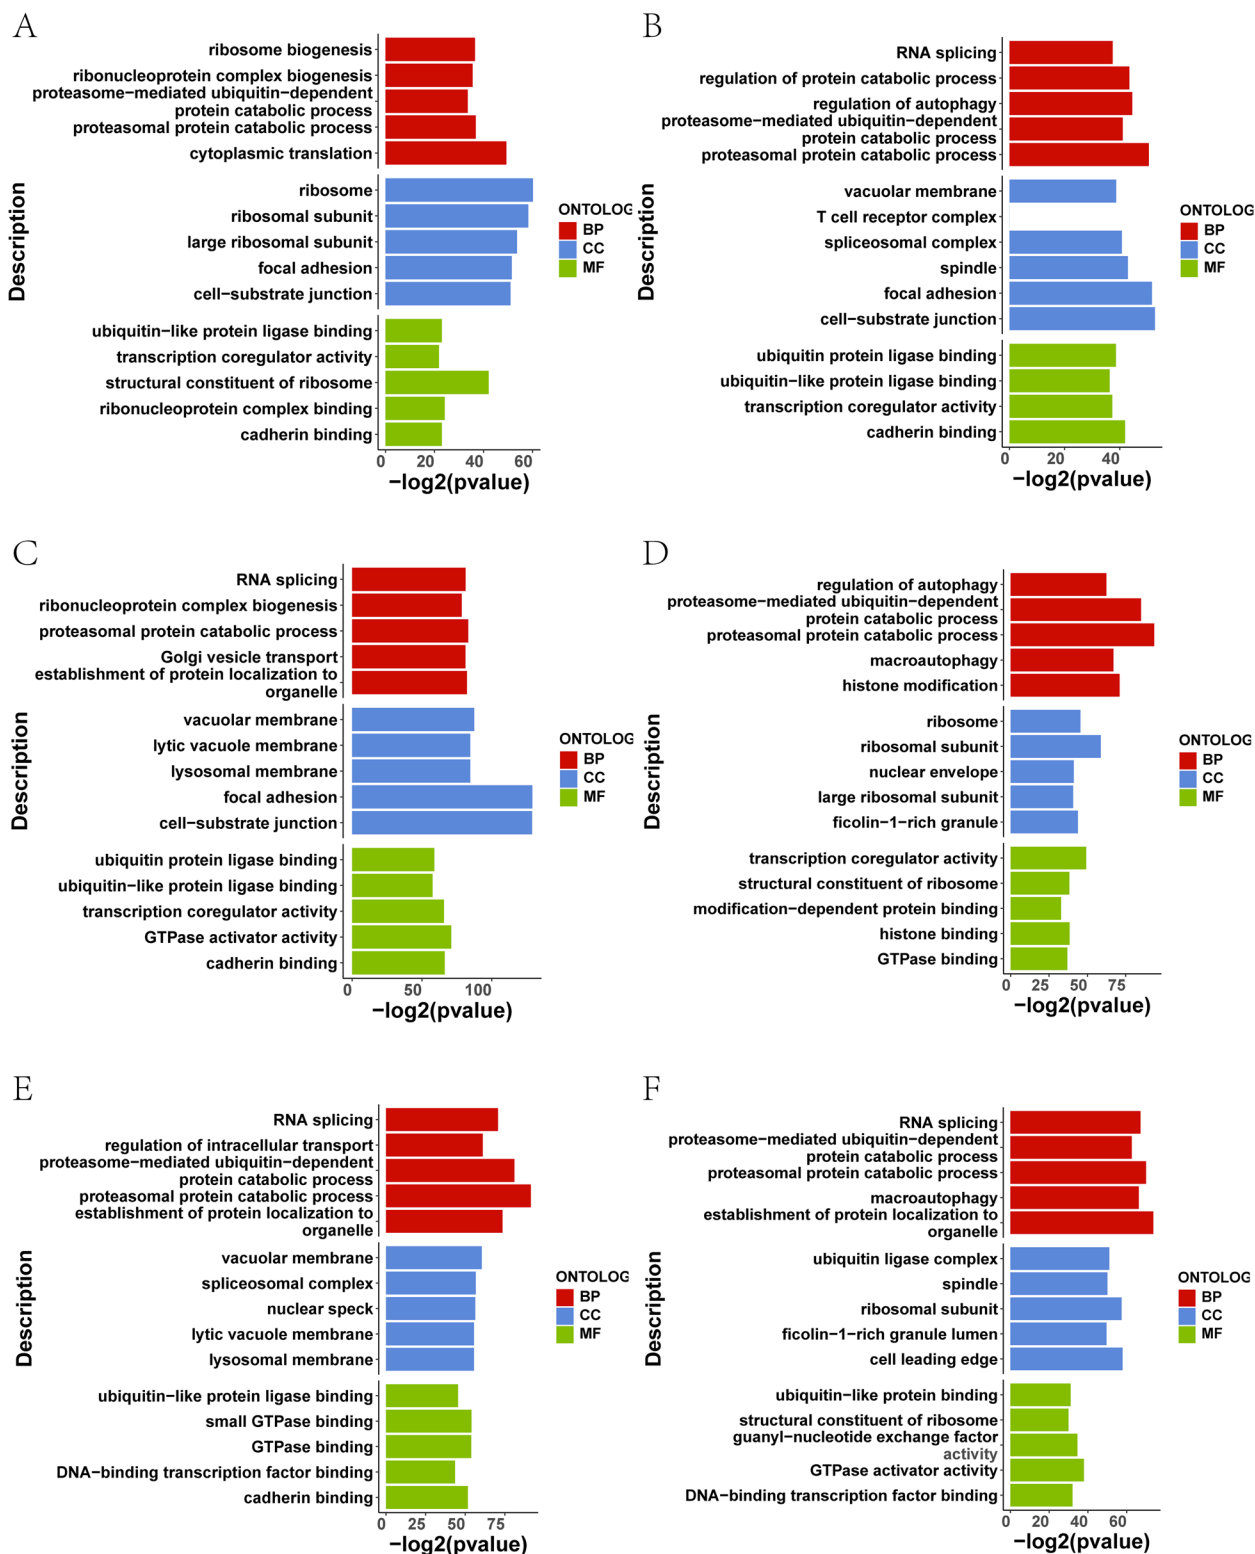 A
ribosome biogenesis
ribonucleoprotein complex biogenesis
proteasome−mediated ubiquitin−dependent
protein catabolic process
proteasomal protein catabolic process
cytoplasmic translation
ribosome
ribosomal subunit
large ribosomal subunit
focal adhesion
cell−substrate junction
ubiquitin−like protein ligase binding
transcription coregulator activity
structural constituent of ribosome
ribonucleoprotein complex binding
cadherin binding
Description
0 20 40 60
−log2(pvalue)
ONTOLOG
BP
CC
MF
B
RNA splicing
regulation of protein catabolic process
regulation of autophagy
proteasome−mediated ubiquitin−dependent
protein catabolic process
proteasomal protein catabolic process
vacuolar membrane
T cell receptor complex
spliceosomal complex
spindle
focal adhesion
cell−substrate junction
ubiquitin protein ligase binding
ubiquitin−like protein ligase binding
transcription coregulator activity
cadherin binding
Description
0 20 40
−log2(pvalue)
ONTOLOG
BP
CC
MF
C
RNA splicing
ribonucleoprotein complex biogenesis
proteasomal protein catabolic process
Golgi vesicle transport
establishment of protein localization to
organelle
vacuolar membrane
lytic vacuole membrane
lysosomal membrane
focal adhesion
cell−substrate junction
ubiquitin protein ligase binding
ubiquitin−like protein ligase binding
transcription coregulator activity
GTPase activator activity
cadherin binding
Description
0 50 100
−log2(pvalue)
ONTOLOG
BP
CC
MF
D
regulation of autophagy
proteasome−mediated ubiquitin−dependent
protein catabolic process
proteasomal protein catabolic process
macroautophagy
histone modification
ribosome
ribosomal subunit
nuclear envelope
large ribosomal subunit
ficolin−1−rich granule
transcription coregulator activity
structural constituent of ribosome
modification−dependent protein binding
histone binding
GTPase binding
Description
0 25 50 75
−log2(pvalue)
ONTOLOG
BP
CC
MF
E
RNA splicing
regulation of intracellular transport
proteasome−mediated ubiquitin−dependent
protein catabolic process
proteasomal protein catabolic process
establishment of protein localization to
organelle
vacuolar membrane
spliceosomal complex
nuclear speck
lytic vacuole membrane
lysosomal membrane
ubiquitin−like protein ligase binding
small GTPase binding
GTPase binding
DNA−binding transcription factor binding
cadherin binding
Description
0 25 50 75
−log2(pvalue)
ONTOLOG
BP
CC
MF
F
RNA splicing
proteasome−mediated ubiquitin−dependent
protein catabolic process
proteasomal protein catabolic process
macroautophagy
establishment of protein localization to
organelle
ubiquitin ligase complex
spindle
ribosomal subunit
ficolin−1−rich granule lumen
cell leading edge
ubiquitin−like protein binding
structural constituent of ribosome
guanyl−nucleotide exchange factor
activity
GTPase activator activity
DNA−binding transcription factor binding
Description
0 20 40 60
−log2(pvalue)
ONTOLOG
BP
CC
MF